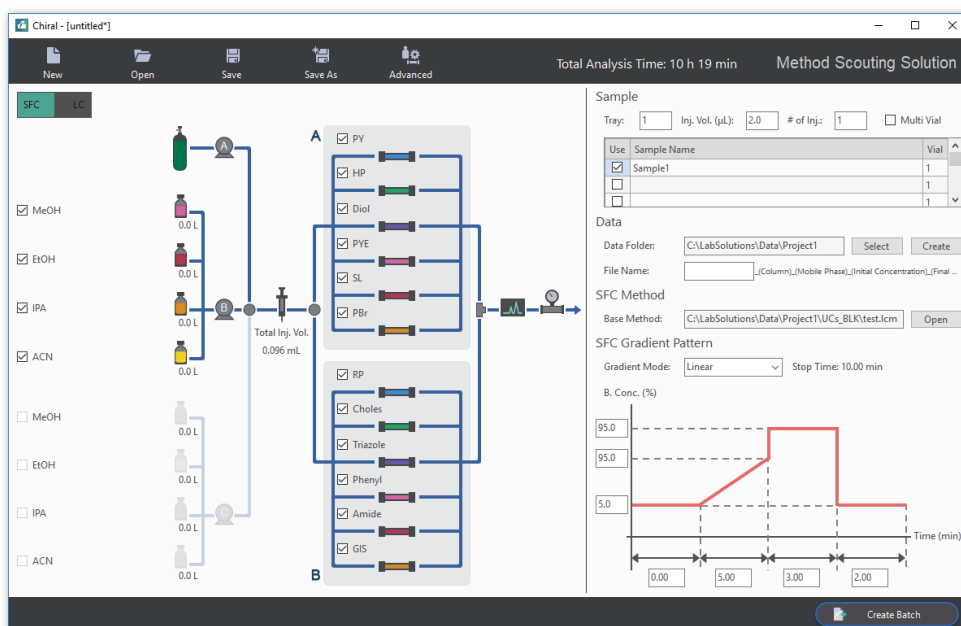 Chiral - [untitled*]
New Open Save Save As Advanced
Total Analysis Time: 10 h 19 min Method Scouting Solution
SFC LC
MeOH
0.0 L
EtOH
0.0 L
IPA
0.0 L
ACN
0.0 L
MeOH
0.0 L
EtOH
0.0 L
IPA
0.0 L
ACN
0.0 L
A
B
C
Total Inj. Vol.
0.096 mL
A
PY
HP
Diol
PYE
SL
PBr
RP
Choles
Triazole
Phenyl
Amide
GIS
B
Sample
Tray: 1 Inj. Vol. (µL): 2.0 # of Inj.: 1 Multi Vial
Use Sample Name Vial
Sample1 1
1
1
Data
Data Folder: C:\LabSolutions\Data\Project1 Select Create
File Name: _(Column)_(Mobile Phase)_(Initial Concentration)_(Final ...
SFC Method
Base Method: C:\LabSolutions\Data\Project1\UCs_BLK\test.lcm Open
SFC Gradient Pattern
Gradient Mode: Linear Stop Time: 10.00 min
B. Conc. (%)
95.0
95.0
5.0
Time (min)
0.00 5.00 3.00 2.00
Create Batch